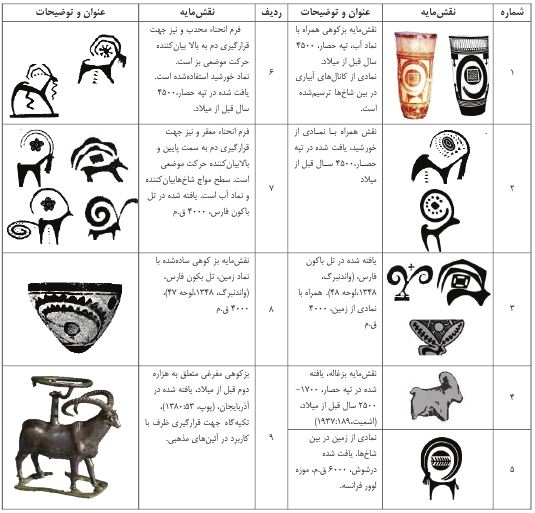 شماره
نقش‌مایه
عنوان و توضیحات
ردیف
نقش‌مایه
عنوان و توضیحات
۱
نقش‌مایه بزکوهی همراه با
نماد آب، تپه حصار، ۴۵۰۰
سال قبل از میلاد.
نمادی از کانال‌های آبیاری
در بین شاخ‌ها ترسیم‌شده
است.
۲
نقش همراه بـا نمـادی از
خورشید، یافته شده در تپه
حصـار، ۴۵۰۰ سـال قبل از
میلاد
۳
یافته شده در تل باکون
فارس، (واندنبرگ،
۱۳۴۸،لوحه ۴۸). همراه با
نمادی از زمین، ۴۰۰۰
ق.م
۴
نقش‌مایه بزغاله، یافته
شده در تپه حصار، ۱۷۰۰-
۲۵۰۰ سال قبل از میلاد،
(اشمیت،۱۹۳۷:۱۸۹)
۵
نمادی از زمین در بین
شاخ‌ها. یافت شده
درشوش، ۶۰۰۰ ق.م، موزه
لوور فرانسه.
۶
فرم انحناء محدب و نیز جهت
قرارگیری دم به بالا بیان‌کننده
حرکت موضعی بز است.
نماد خورشید استفاده‌شده است.
یافت شده در تپه حصار،۴۵۰۰
سال قبل از میلاد.
۷
فرم انحناء مقعر و نیز جهت
قرارگیری دم به سمت پایین و
بالابیان‌کننده حرکت موضعی
است. سطح مواج شاخ‌هابیان‌کننده
و نماد آب است. یافت شده در تل
باکون فارس، ۴۰۰۰ ق.م
۸
نقش‌مایه بز کوهی ساده‌شده با
نماد زمین، تل بکون فارس،
(واندنبرگ، ۱۳۴۸،لوحه ۴۷)،
۴۰۰۰ ق.م
۹
بزکوهی مفرغی متعلق به هزاره
دوم قبل از میلاد، یافته شده در
آذربایجان، (پوپ، ۱۳۸۰:۵۳)،
تکیه‌گاه جهت قرارگیری ظرف با
کاربرد در آئین‌های مذهبی.